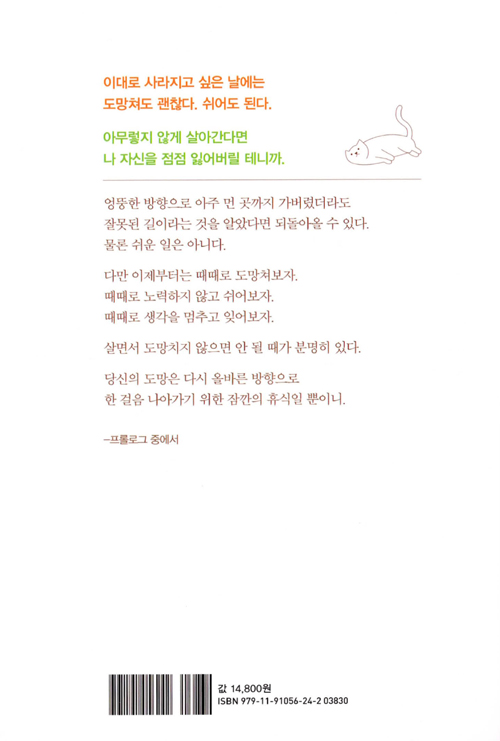 이대로 사라지고 싶은 날에는
도망쳐도 괜찮다. 쉬어도 된다.
아무렇지 않게 살아간다면
나 자신을 점점 잃어버릴 테니까.
엉뚱한 방향으로 아주 먼 곳까지 가버렸더라도
잘못된 길이라는 것을 알았다면 되돌아올 수 있다.
물론 쉬운 일은 아니다.
다만 이제부터는 때때로 도망쳐보자.
때때로 노력하지 않고 쉬어보자.
때때로 생각을 멈추고 잊어보자.
살면서 도망치지 않으면 안 될 때가 분명히 있다.
당신의 도망은 다시 올바른 방향으로
한 걸음 나아가기 위한 잠깐의 휴식일 뿐이니.
–프롤로그 중에서
값 14,800원
ISBN 979-11-91056-24-2 03830